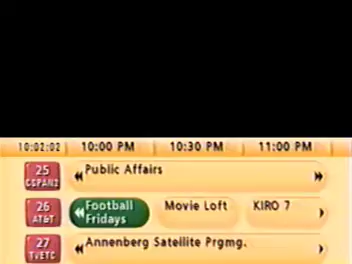 10:02:02 10:00 PM 10:30 PM 11:00 PM
25 Public Affairs
CSPAN2
26 Football Movie Loft KIRO 7
AT&T Fridays
27 Annenberg Satellite Prgmg.
TvETC